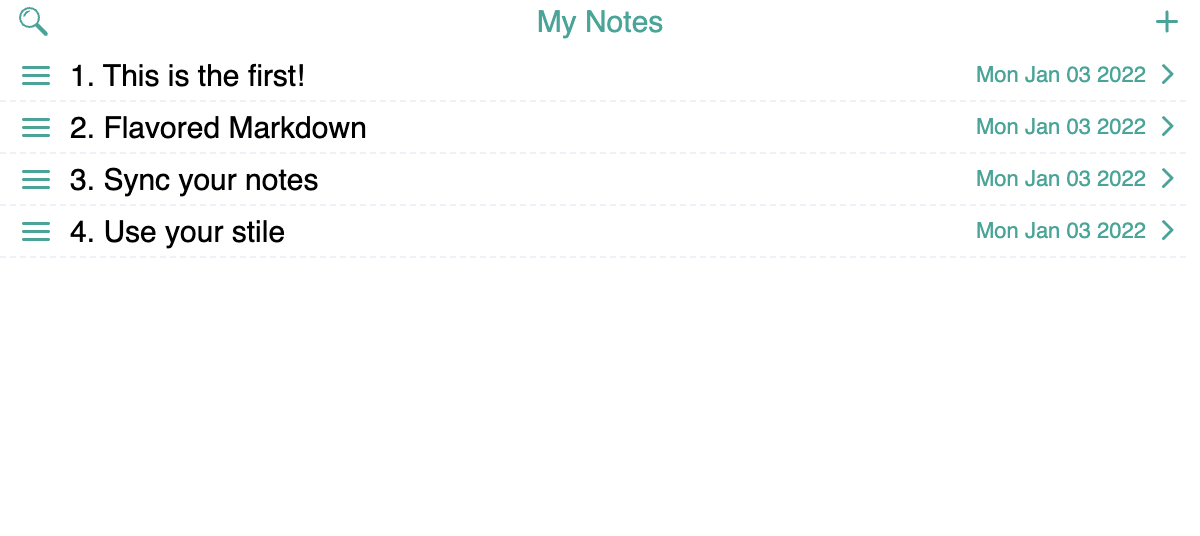 My Notes
1. This is the first! Mon Jan 03 2022
2. Flavored Markdown Mon Jan 03 2022
3. Sync your notes Mon Jan 03 2022
4. Use your stile Mon Jan 03 2022